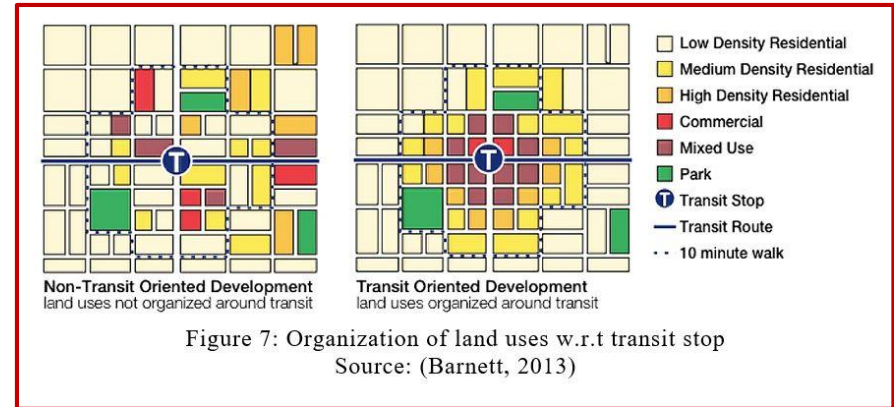 Low Density Residential
Medium Density Residential
High Density Residential
Commercial
Mixed Use
Park
T Transit Stop
Transit Route
10 minute walk
T
T
Non-Transit Oriented Development
land uses not organized around transit
Transit Oriented Development
land uses organized around transit
Figure 7: Organization of land uses w.r.t transit stop
Source: (Barnett, 2013)